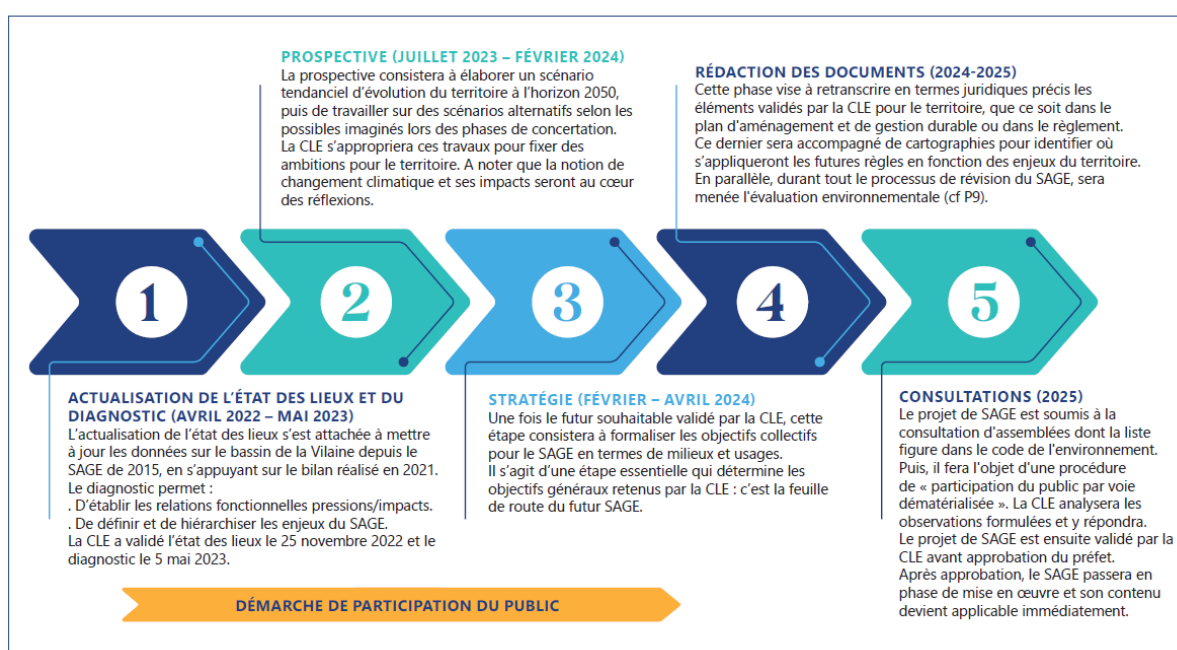 1
ACTUALISATION DE L’ÉTAT DES LIEUX ET DU
DIAGNOSTIC (AVRIL 2022 – MAI 2023)
L’actualisation de l’état des lieux s’est attachée à mettre
à jour les données sur le bassin de la Vilaine depuis le
SAGE de 2015, en s’appuyant sur le bilan réalisé en 2021.
Le diagnostic permet :
. D’établir les relations fonctionnelles pressions/impacts.
. De définir et de hiérarchiser les enjeux du SAGE.
La CLE a validé l’état des lieux le 25 novembre 2022 et le
diagnostic le 5 mai 2023.
2
PROSPECTIVE (JUILLET 2023 – FÉVRIER 2024)
La prospective consistera à élaborer un scénario
tendanciel d’évolution du territoire à l’horizon 2050,
puis de travailler sur des scénarios alternatifs selon les
possibles imaginés lors des phases de concertation.
La CLE s’appropriera ces travaux pour fixer des
ambitions pour le territoire. A noter que la notion de
changement climatique et ses impacts seront au cœur
des réflexions.
3
STRATÉGIE (FÉVRIER – AVRIL 2024)
Une fois le futur souhaitable validé par la CLE, cette
étape consistera à formaliser les objectifs collectifs
pour le SAGE en termes de milieux et usages.
Il s’agit d’une étape essentielle qui détermine les
objectifs généraux retenus par la CLE : c’est la feuille
de route du futur SAGE.
4
RÉDACTION DES DOCUMENTS (2024-2025)
Cette phase vise à retranscrire en termes juridiques précis les
éléments validés par la CLE pour le territoire, que ce soit dans le
plan d'aménagement et de gestion durable ou dans le règlement.
Ce dernier sera accompagné de cartographies pour identifier où
s’appliqueront les futures règles en fonction des enjeux du territoire.
En parallèle, durant tout le processus de révision du SAGE, sera
menée l'évaluation environnementale (cf P9).
5
CONSULTATIONS (2025)
Le projet de SAGE est soumis à la
consultation d'assemblées dont la liste
figure dans le code de l'environnement.
Puis, il fera l'objet d'une procédure
de « participation du public par voie
dématérialisée ». La CLE analysera les
observations formulées et y répondra.
Le projet de SAGE est ensuite validé par la
CLE avant approbation du préfet.
Après approbation, le SAGE passera en
phase de mise en œuvre et son contenu
devient applicable immédiatement.
DÉMARCHE DE PARTICIPATION DU PUBLIC